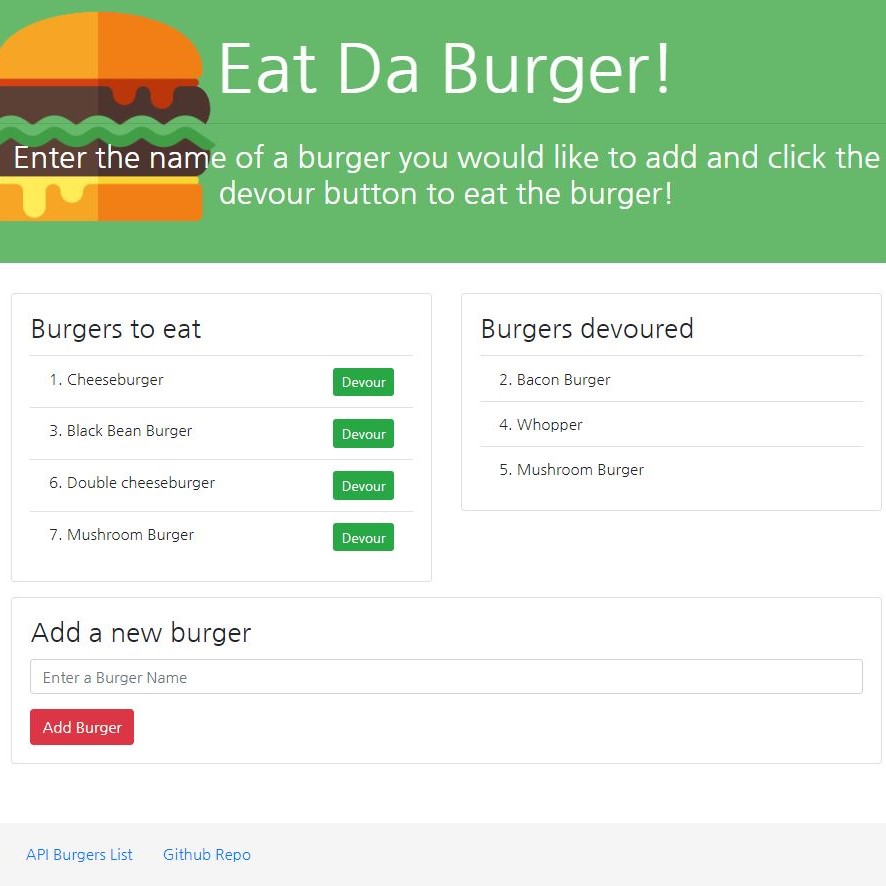 Eat Da Burger!
Enter the name of a burger you would like to add and click the
devour button to eat the burger!
Burgers to eat
1. Cheeseburger Devour
3. Black Bean Burger Devour
6. Double cheeseburger Devour
7. Mushroom Burger Devour
Burgers devoured
2. Bacon Burger
4. Whopper
5. Mushroom Burger
Add a new burger
Enter a Burger Name
Add Burger
API Burgers List Github Repo